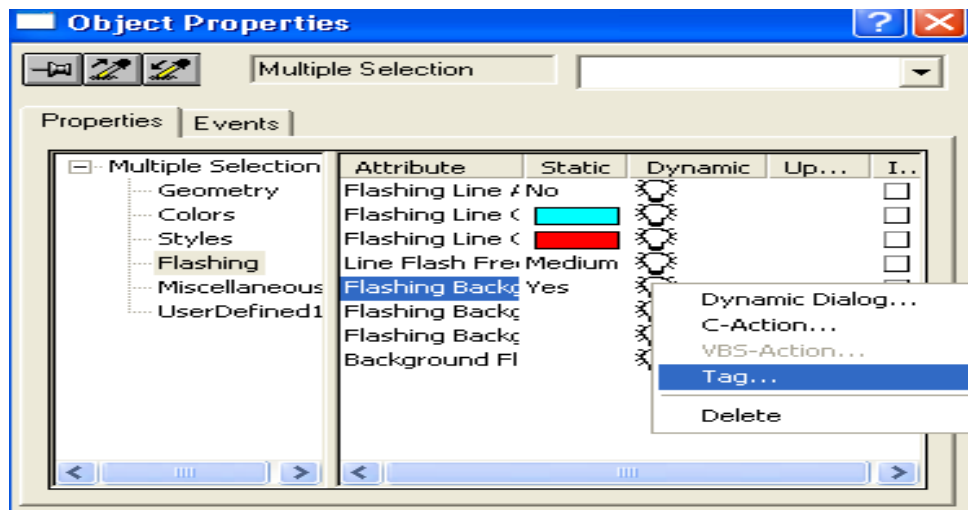 Object Properties
Multiple Selection
Properties Events
Multiple Selection
Geometry
Colors
Styles
Flashing
Miscellaneous
UserDefined1
Attribute Static Dynamic Up... I..
Flashing Line A No
Flashing Line C
Flashing Line C
Line Flash Fre Medium
Flashing Backg Yes
Flashing Backg
Flashing Backg
Background Fl
Dynamic Dialog...
C-Action...
VBS-Action...
Tag...
Delete